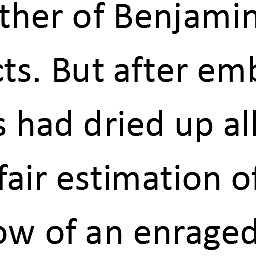 ther of Benjamin
cts. But after emb
s had dried up all
fair estimation of
ow of an enraged